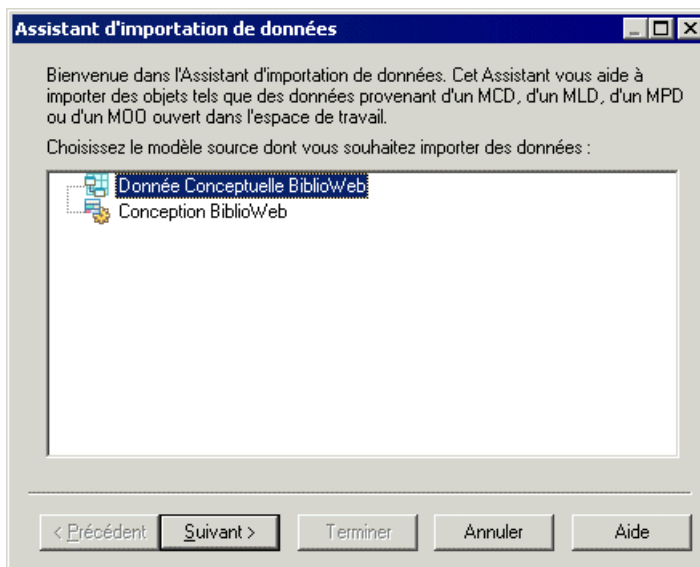 Assistant d'importation de données
Bienvenue dans l'Assistant d'importation de données. Cet Assistant vous aide à
importer des objets tels que des données provenant d'un MCD, d'un MLD, d'un MPD
ou d'un MOO ouvert dans l'espace de travail.
Choisissez le modèle source dont vous souhaitez importer des données :
Donnée Conceptuelle BiblioWeb
Conception BiblioWeb
< Précédent Suivant > Terminer Annuler Aide